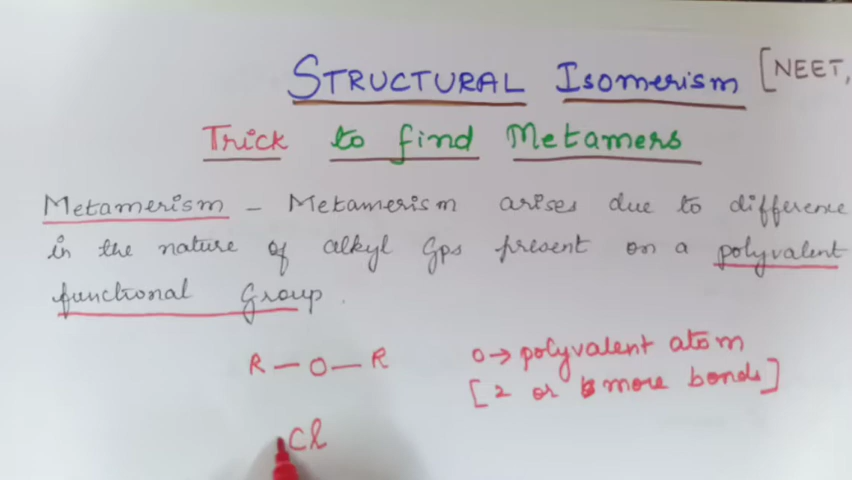 STRUCTURAL Isomerism [NEET,
Trick to find Metamers
Metamerism - Metamerism arises due to difference
in the nature of alkyl Gps present on a polyvalent
functional Group.
R - O - R O → polyvalent atom
[2 or more bonds]
Cl